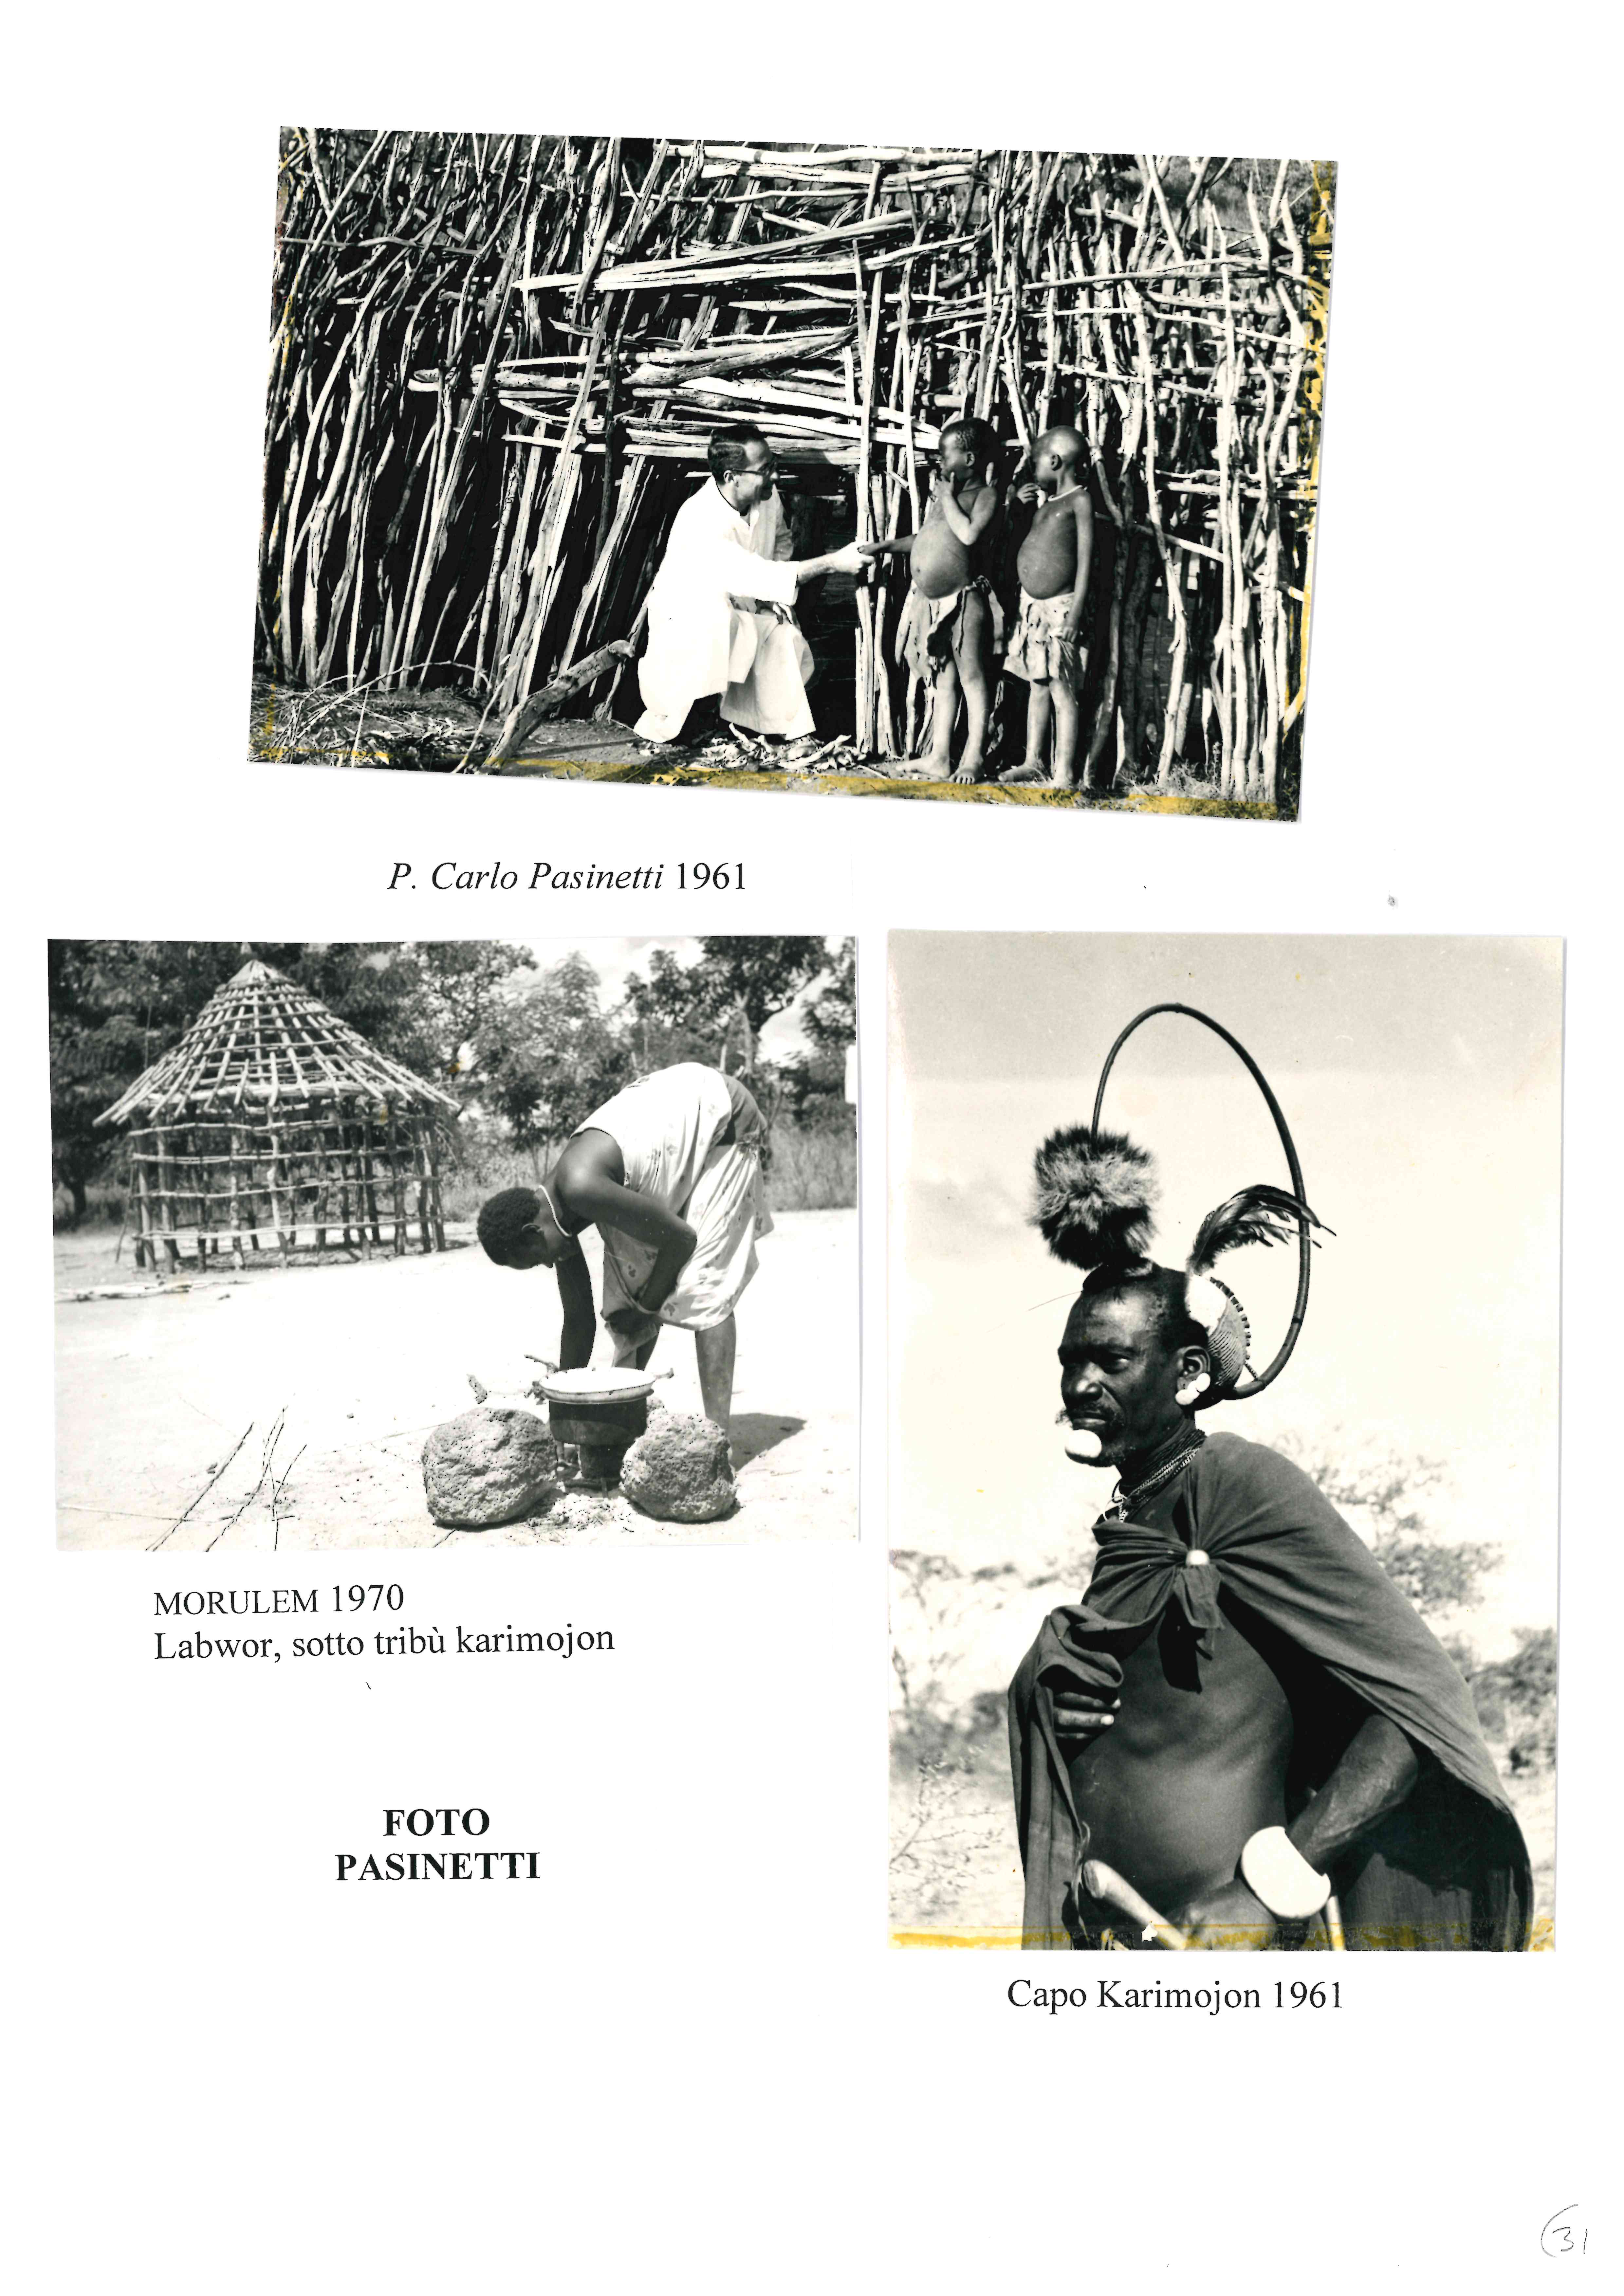 P. Carlo Pasinetti 1961
MORULEM 1970
Labwor, sotto tribù karimojon
FOTO
PASINETTI
Capo Karimojon 1961
31